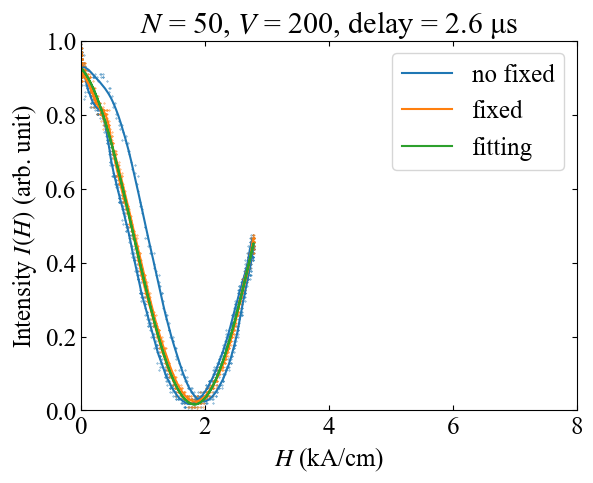 N = 50, V = 200, delay = 2.6 μs
1.0
0.8
0.6
0.4
0.2
0.0
Intensity I(H) (arb. unit)
no fixed
fixed
fitting
0 2 4 6 8
H (kA/cm)